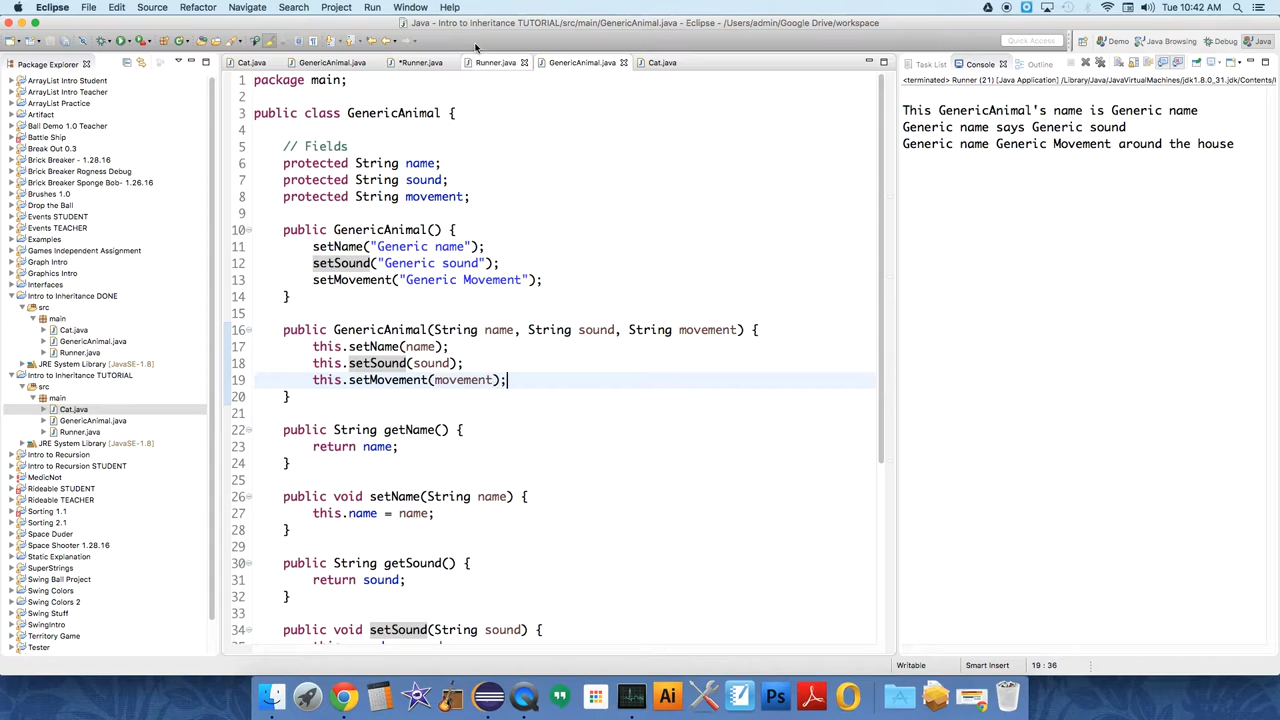 Eclipse File Edit Source Refactor Navigate Search Project Run Window Help
Tue 10:42 AM
Java - Intro to Inheritance TUTORIAL/src/main/GenericAnimal.java - Eclipse - /Users/admin/Google Drive/workspace
Quick Access Demo Java Browsing Debug Java
Package Explorer
ArrayList Intro Student
ArrayList Intro Teacher
ArrayList Practice
Artifact
Ball Demo 1.0 Teacher
Battle Ship
Break Out 0.3
Brick Breaker - 1.28.16
Brick Breaker Rogness Debug
Brick Breaker Sponge Bob- 1.26.16
Brushes 1.0
Drop the Ball
Events STUDENT
Events TEACHER
Examples
Games Independent Assignment
Graph Intro
Graphics Intro
Interfaces
Intro to Inheritance DONE
src
main
Cat.java
GenericAnimal.java
Runner.java
JRE System Library [JavaSE-1.8]
Intro to Inheritance TUTORIAL
src
main
Cat.java
GenericAnimal.java
Runner.java
JRE System Library [JavaSE-1.8]
Intro to Recursion
Intro to Recursion STUDENT
MedicNot
Rideable STUDENT
Rideable TEACHER
Sorting 1.1
Sorting 2.1
Space Duder
Space Shooter 1.28.16
Static Explanation
SuperStrings
Swing Ball Project
Swing Colors
Swing Colors 2
Swing Stuff
SwingIntro
Territory Game
Tester
Cat.java GenericAnimal.java *Runner.java Runner.java GenericAnimal.java Cat.java
1 package main;
2
3 public class GenericAnimal {
4
5 // Fields
6 protected String name;
7 protected String sound;
8 protected String movement;
9
10 public GenericAnimal() {
11 setName("Generic name");
12 setSound("Generic sound");
13 setMovement("Generic Movement");
14 }
15
16 public GenericAnimal(String name, String sound, String movement) {
17 this.setName(name);
18 this.setSound(sound);
19 this.setMovement(movement);
20 }
21
22 public String getName() {
23 return name;
24 }
25
26 public void setName(String name) {
27 this.name = name;
28 }
29
30 public String getSound() {
31 return sound;
32 }
33
34 public void setSound(String sound) {
Task List Console Outline
<terminated> Runner (21) [Java Application] /Library/Java/JavaVirtualMachines/jdk1.8.0_31.jdk/Contents/
This GenericAnimal's name is Generic name
Generic name says Generic sound
Generic name Generic Movement around the house
Writable Smart Insert 19 : 36
Ai Ps